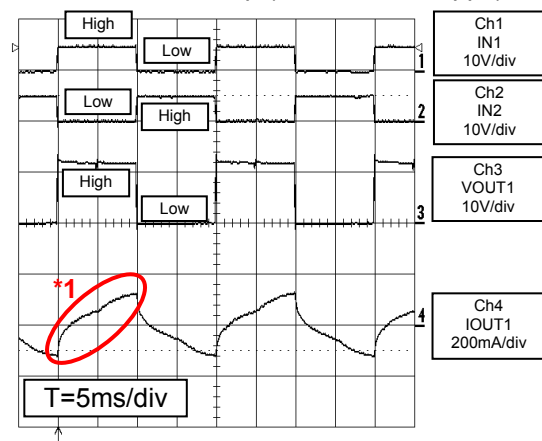 High
Low
1
Ch1
IN1
10V/div
Low
High
2
Ch2
IN2
10V/div
High
Low
3
Ch3
VOUT1
10V/div
*1
4
Ch4
IOUT1
200mA/div
T=5ms/div